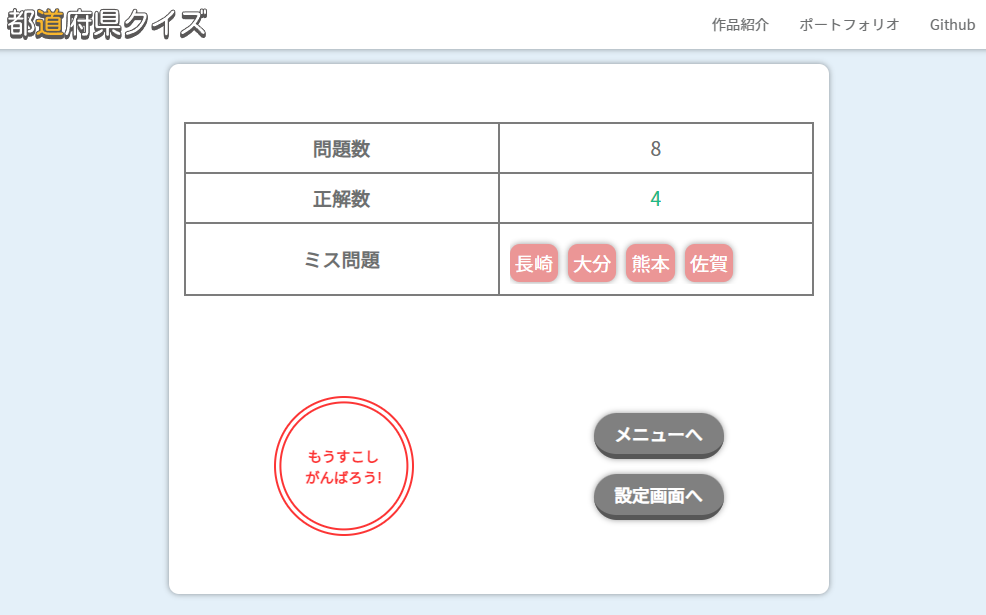 都道府県クイズ
作品紹介 ポートフォリオ Github
問題数 8
正解数 4
ミス問題 長崎 大分 熊本 佐賀
もうすこし
がんばろう!
メニューへ
設定画面へ